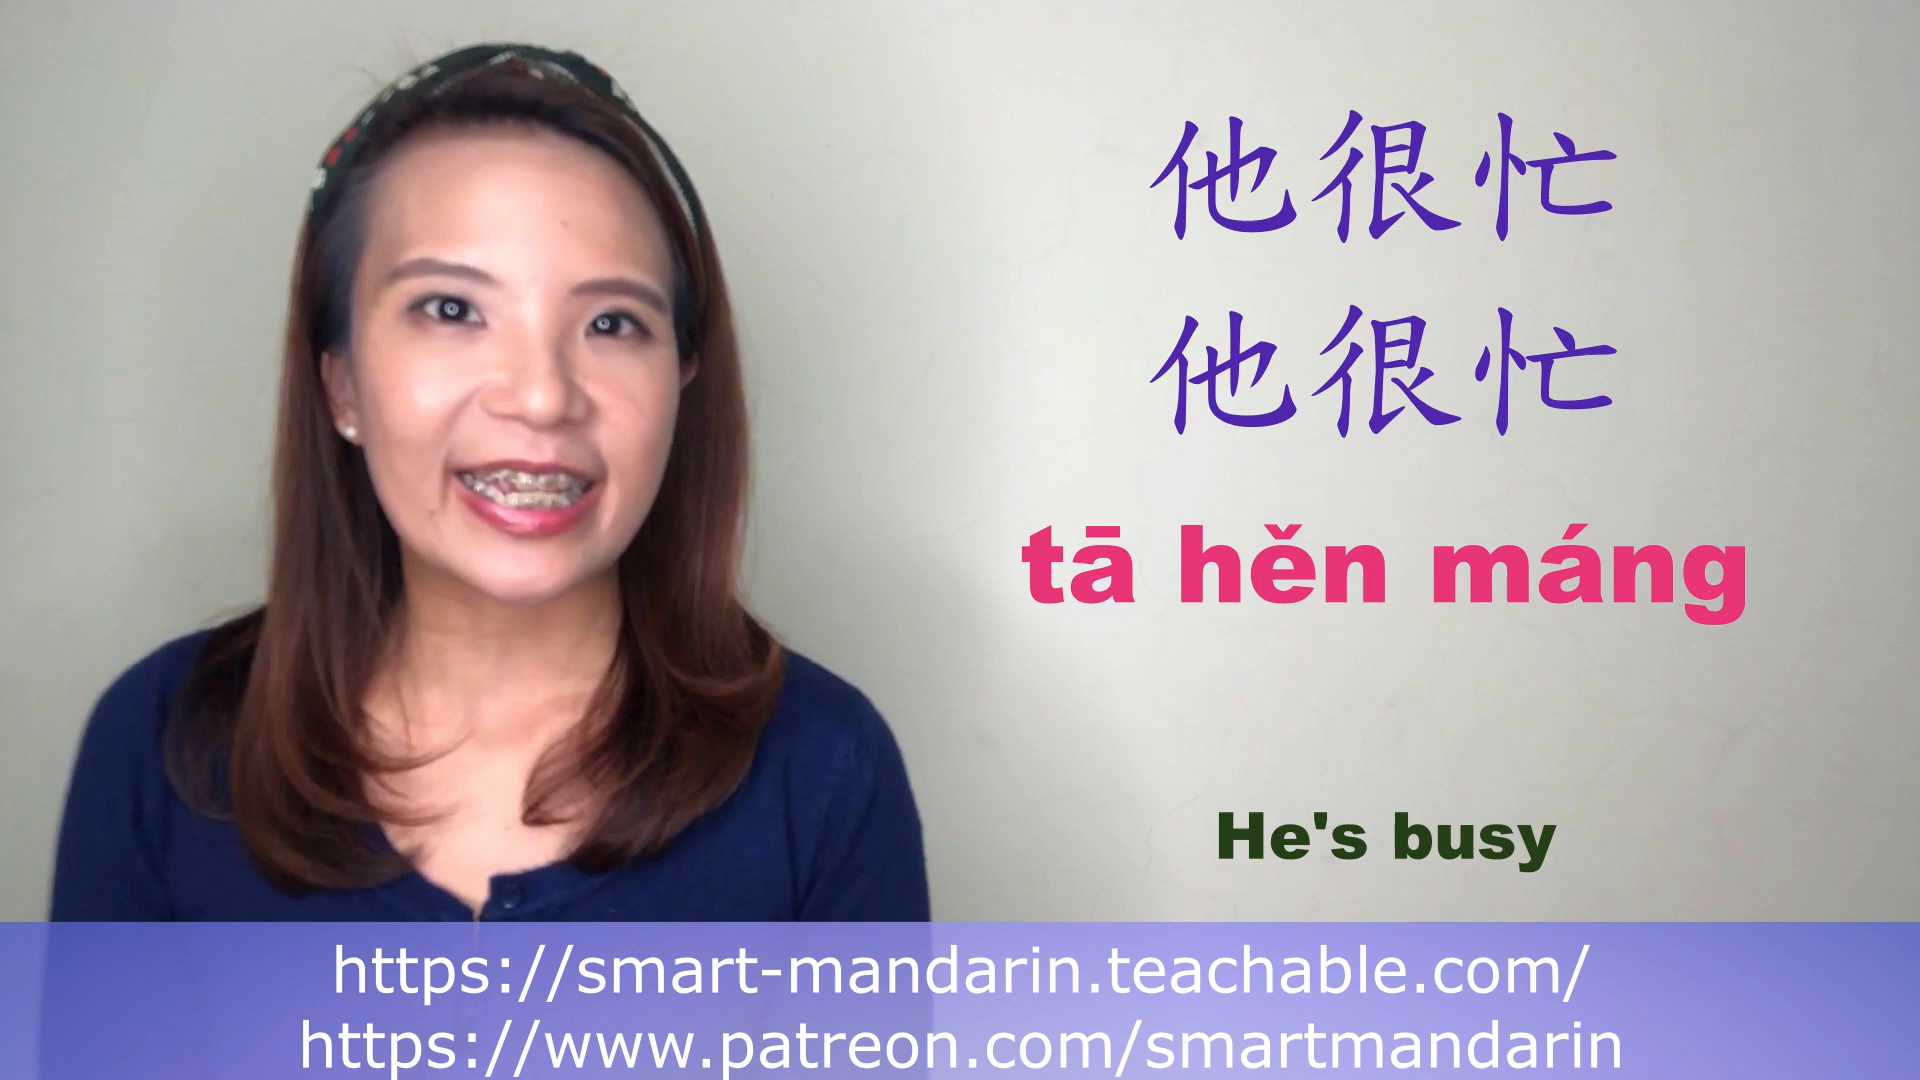 他很忙
他很忙
tā hěn máng
He's busy
https://smart-mandarin.teachable.com/
https://www.patreon.com/smartmandarin